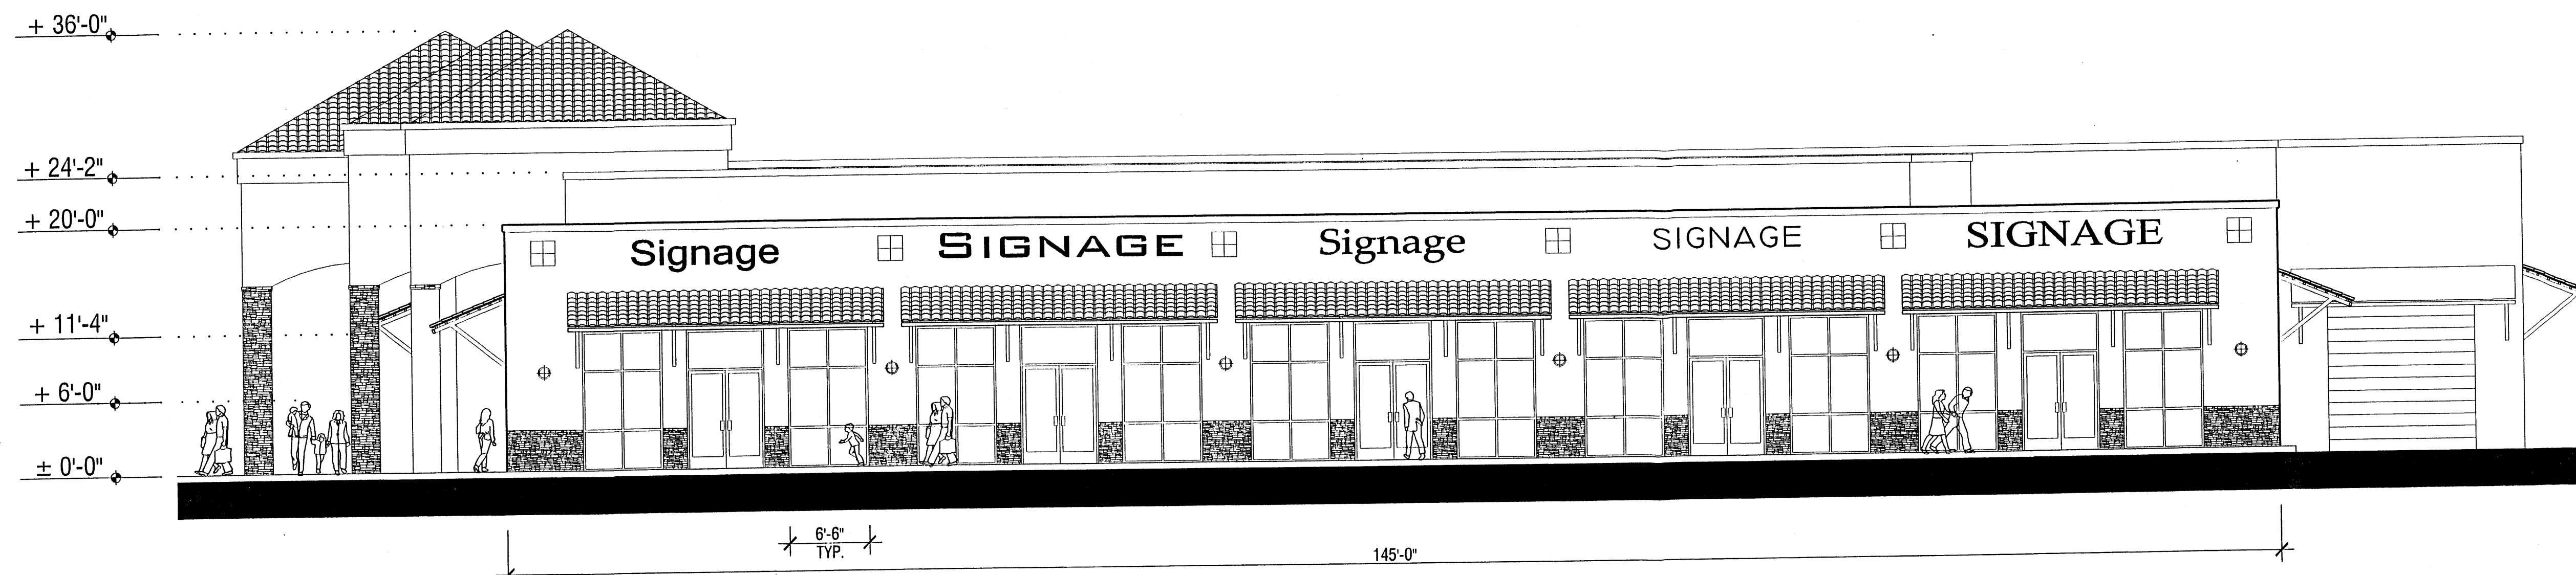 + 36'-0"
+ 24'-2"
+ 20'-0"
+ 11'-4"
+ 6'-0"
± 0'-0"
Signage
SIGNAGE
Signage
SIGNAGE
SIGNAGE
6'-6"
TYP.
145'-0"